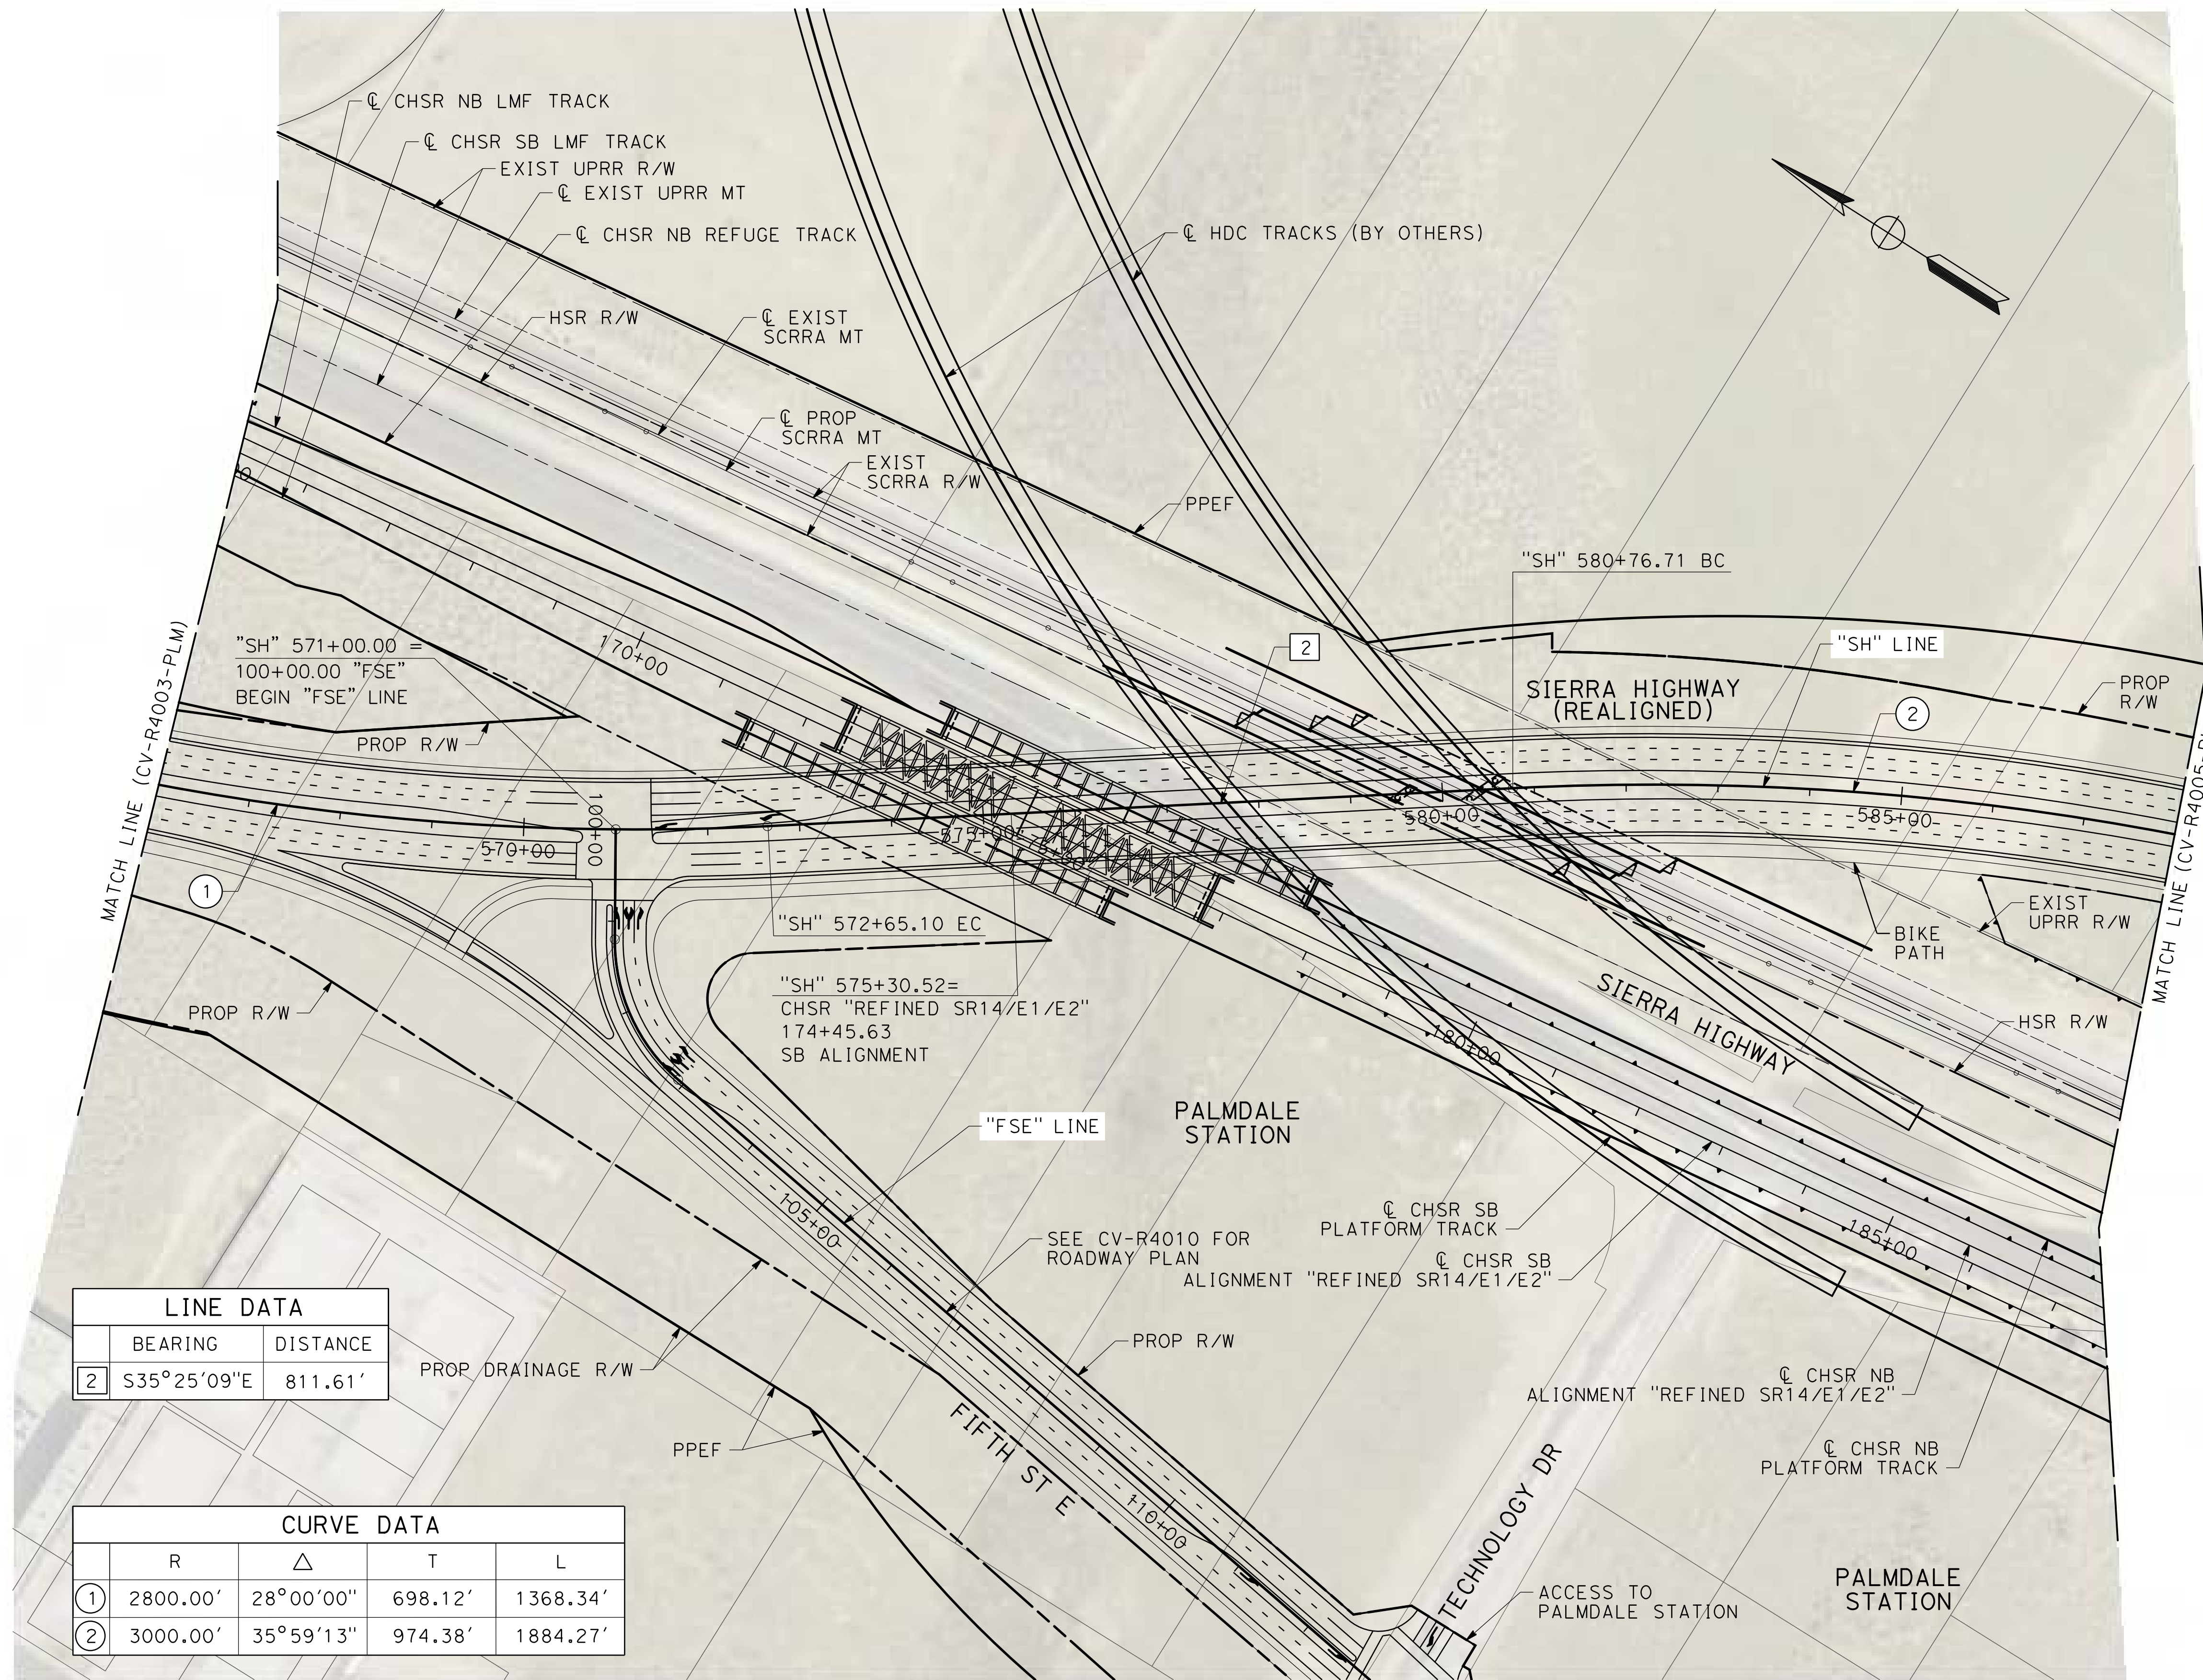 ℄ CHSR NB LMF TRACK
℄ CHSR SB LMF TRACK
EXIST UPRR R/W
℄ EXIST UPRR MT
℄ CHSR NB REFUGE TRACK
℄ HDC TRACKS (BY OTHERS)
HSR R/W
℄ EXIST
SCRRA MT
℄ PROP
SCRRA MT
EXIST
SCRRA R/W
PPEF
"SH" 580+76.71 BC
2
"SH" LINE
SIERRA HIGHWAY
(REALIGNED)
2
PROP
R/W
MATCH LINE (CV-R4003-PLM)
"SH" 571+00.00 =
100+00.00 "FSE"
BEGIN "FSE" LINE
170+00
PROP R/W
100+00
570+00
575+00
580+00
585+00
1
"SH" 572+65.10 EC
EXIST
UPRR R/W
BIKE
PATH
"SH" 575+30.52=
CHSR "REFINED SR14/E1/E2"
174+45.63
SB ALIGNMENT
PROP R/W
SIERRA HIGHWAY
HSR R/W
180+00
PALMDALE
STATION
"FSE" LINE
105+00
SEE CV-R4010 FOR
ROADWAY PLAN
℄ CHSR SB
PLATFORM TRACK
℄ CHSR SB
ALIGNMENT "REFINED SR14/E1/E2"
185+00
LINE DATA
BEARING DISTANCE
2 S35°25'09"E 811.61'
PROP DRAINAGE R/W
PROP R/W
℄ CHSR NB
ALIGNMENT "REFINED SR14/E1/E2"
PPEF
FIFTH ST E
℄ CHSR NB
PLATFORM TRACK
TECHNOLOGY DR
110+00
CURVE DATA
R △ T L
1 2800.00' 28°00'00" 698.12' 1368.34'
2 3000.00' 35°59'13" 974.38' 1884.27'
ACCESS TO
PALMDALE STATION
PALMDALE
STATION